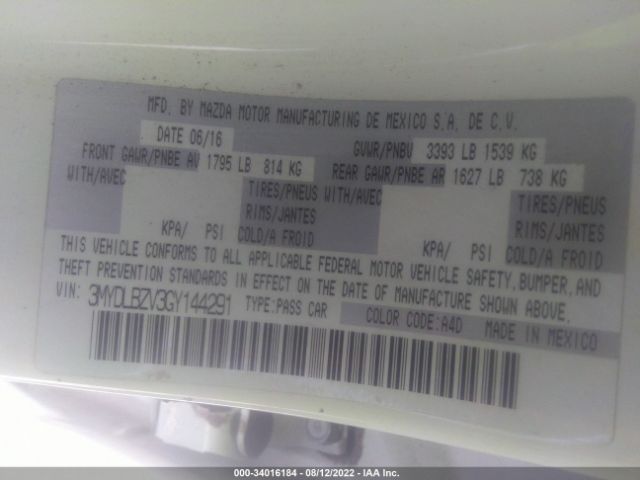 MFD. BY MAZDA MOTOR MANUFACTURING DE MEXICO S.A. DE C.V.
DATE 06/16 GVWR/PNBV 3393 LB 1539 KG
FRONT GAWR/PNBE AV 1795 LB 814 KG REAR GAWR/PNBE AR 1627 LB 738 KG
WITH/AVEC TIRES/PNEUS WITH/AVEC TIRES/PNEUS
RIMS/JANTES RIMS/JANTES
KPA/ PSI COLD/A FROID KPA/ PSI COLD/A FROID
THIS VEHICLE CONFORMS TO ALL APPLICABLE FEDERAL MOTOR VEHICLE SAFETY, BUMPER, AND
THEFT PREVENTION STANDARDS IN EFFECT ON THE DATE OF MANUFACTURE SHOWN ABOVE.
VIN: 3MYDLBZV3GY144291 TYPE:PASS CAR COLOR CODE:A4D MADE IN MEXICO
000-34016184 - 08/12/2022 - IAA Inc.